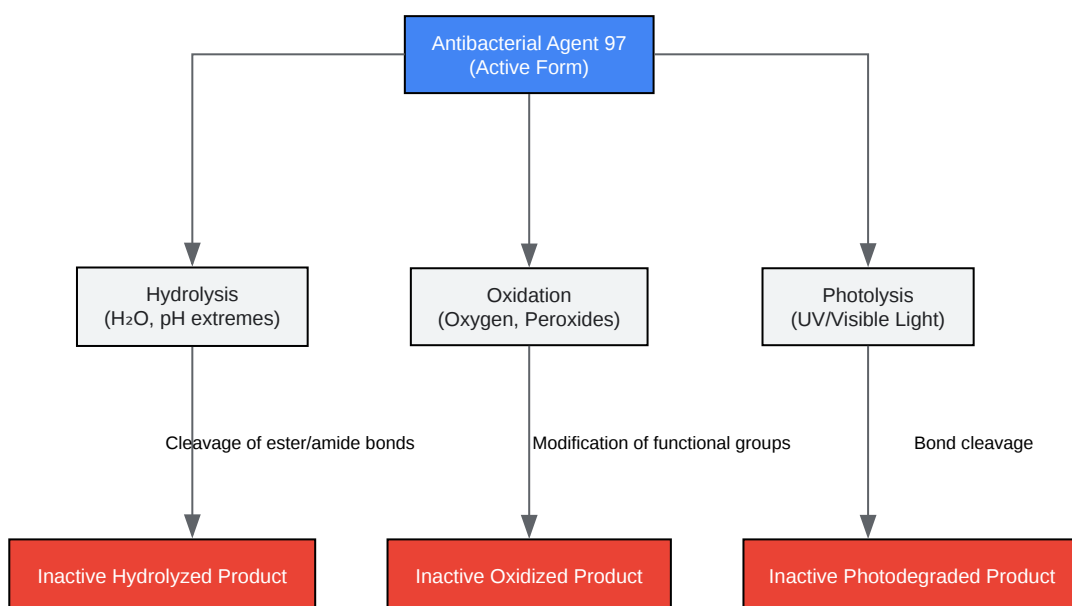 Antibacterial Agent 97
(Active Form)
Hydrolysis
(H₂O, pH extremes)
Oxidation
(Oxygen, Peroxides)
Photolysis
(UV/Visible Light)
Cleavage of ester/amide bonds
Modification of functional groups
Bond cleavage
Inactive Hydrolyzed Product
Inactive Oxidized Product
Inactive Photodegraded Product